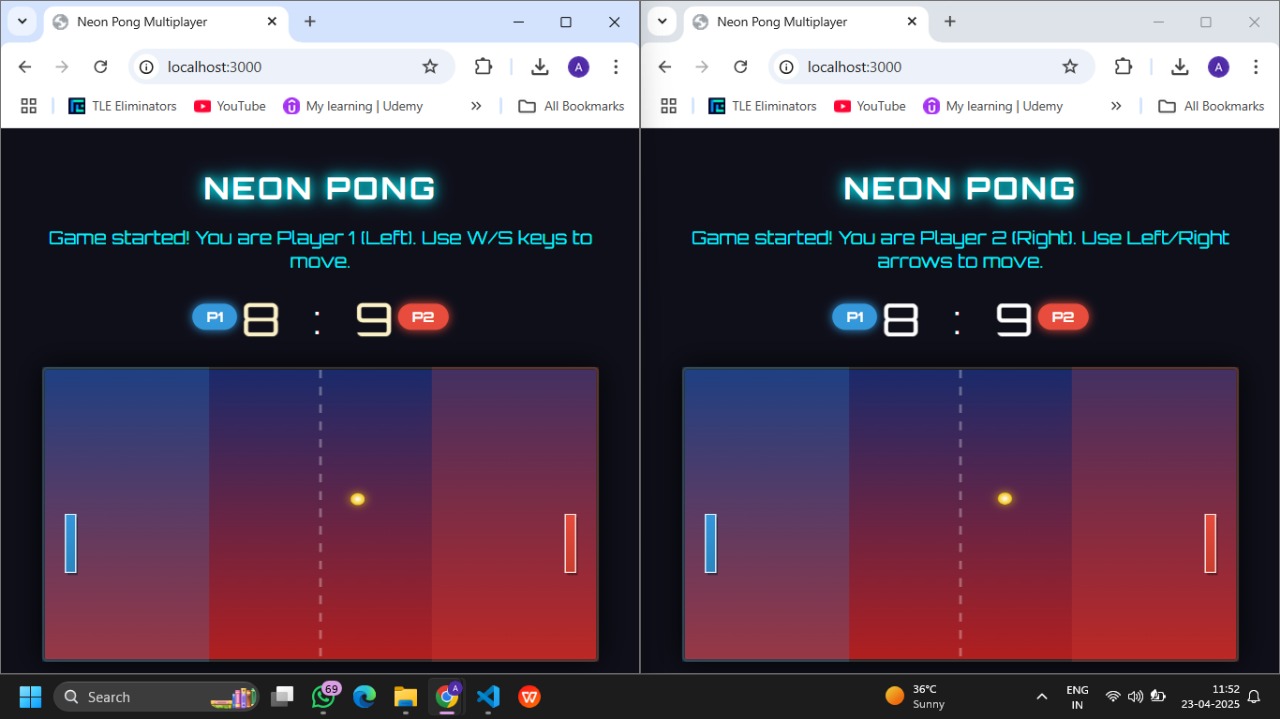 Neon Pong Multiplayer
localhost:3000
A
TLE Eliminators
YouTube
My learning | Udemy
All Bookmarks
NEON PONG
Game started! You are Player 1 (Left). Use W/S keys to
move.
P1 8 : 9 P2
Neon Pong Multiplayer
localhost:3000
A
TLE Eliminators
YouTube
My learning | Udemy
All Bookmarks
NEON PONG
Game started! You are Player 2 (Right). Use Left/Right
arrows to move.
P1 8 : 9 P2
Search
69
A
W
36°C
Sunny
ENG
IN
11:52
23-04-2025